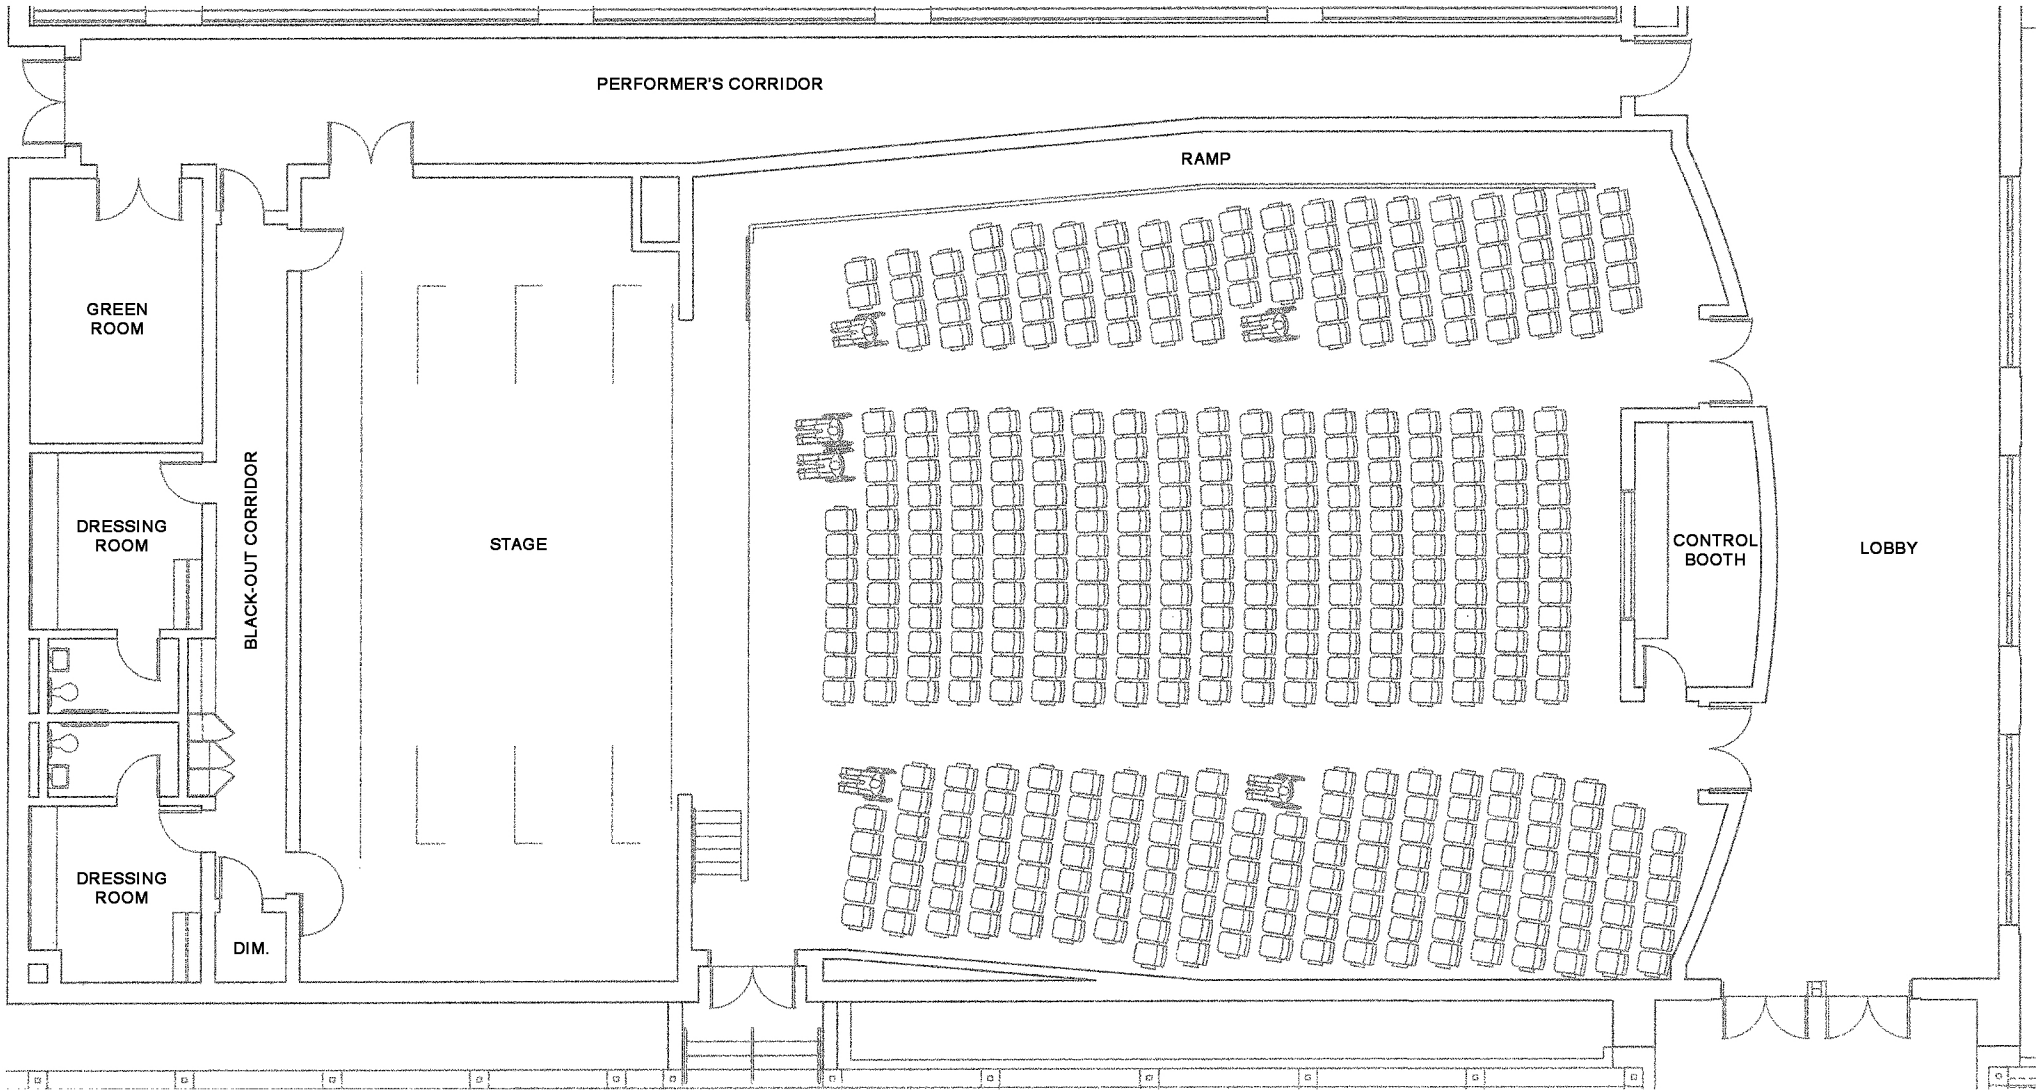 PERFORMER'S CORRIDOR
RAMP
GREEN
ROOM
DRESSING
ROOM
BLACK-OUT CORRIDOR
STAGE
CONTROL
BOOTH
LOBBY
DRESSING
ROOM
DIM.